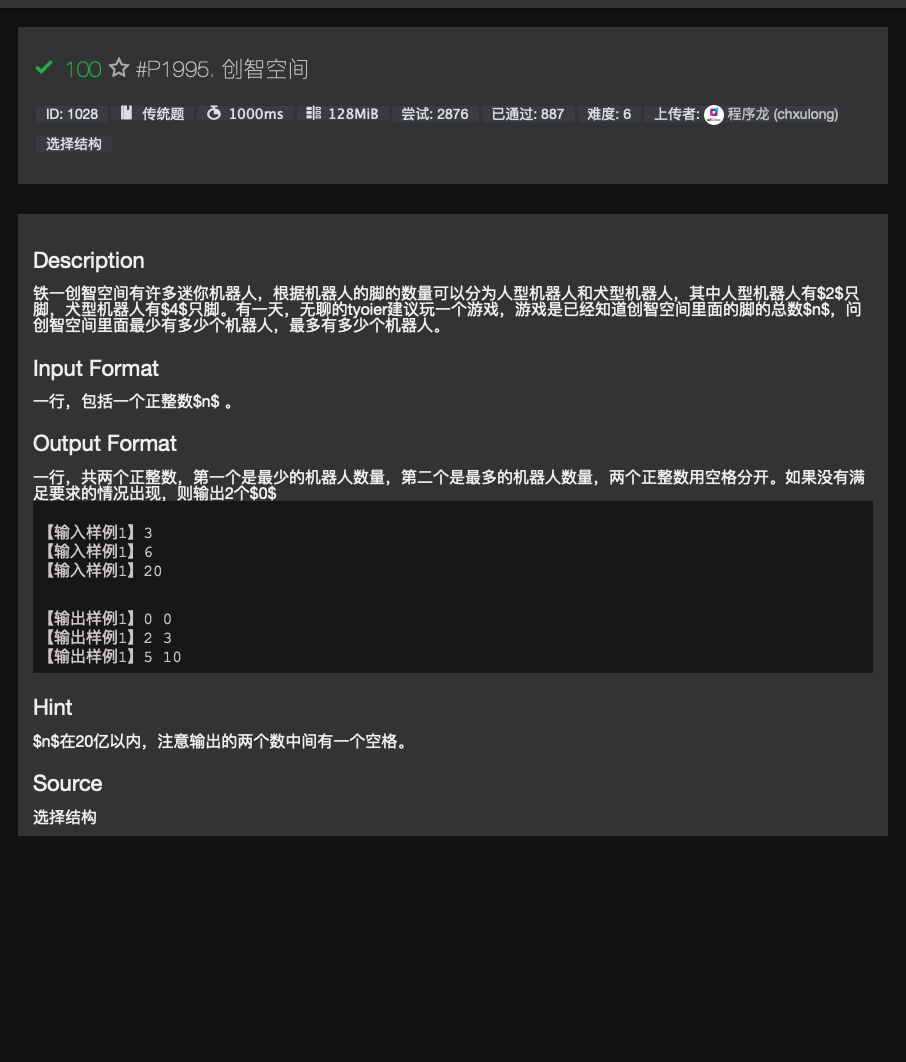 100 #P1995. 创智空间
ID: 1028 传统题 1000ms 128MiB 尝试: 2876 已通过: 887 难度: 6 上传者: 程序龙 (chxulong)
选择结构
Description
铁一创智空间有许多迷你机器人，根据机器人的脚的数量可以分为人型机器人和犬型机器人，其中人型机器人有$2$只
脚，犬型机器人有$4$只脚。有一天，无聊的tyoier建议玩一个游戏，游戏是已经知道创智空间里面的脚的总数$n$，问
创智空间里面最少有多少个机器人，最多有多少个机器人。
Input Format
一行，包括一个正整数$n$ 。
Output Format
一行，共两个正整数，第一个是最少的机器人数量，第二个是最多的机器人数量，两个正整数用空格分开。如果没有满
足要求的情况出现，则输出2个$0$
【输入样例1】3
【输入样例1】6
【输入样例1】20
【输出样例1】0 0
【输出样例1】2 3
【输出样例1】5 10
Hint
$n$在20亿以内，注意输出的两个数中间有一个空格。
Source
选择结构